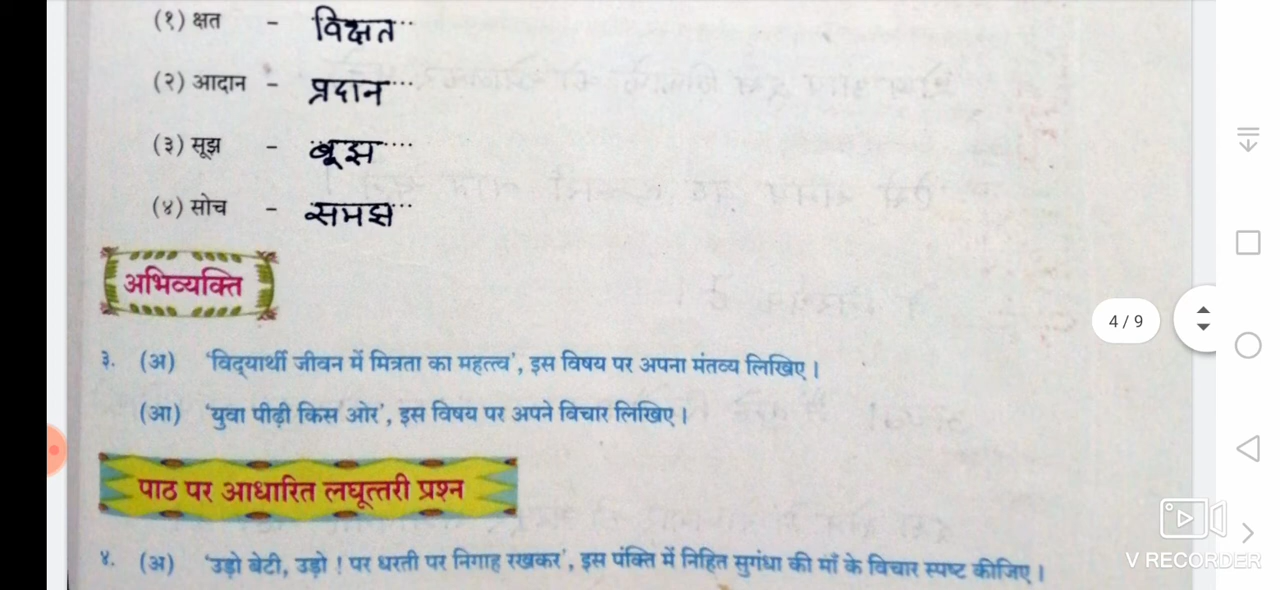 (१) क्षत - विक्षत
(२) आदान - प्रदान
(३) सूझ - बूझ
(४) सोच - समझ
अभिव्यक्ति
4 / 9
३. (अ) 'विद्‌यार्थी जीवन में मित्रता का महत्त्व', इस विषय पर अपना मंतव्य लिखिए।
(आ) 'युवा पीढ़ी किस ओर', इस विषय पर अपने विचार लिखिए।
पाठ पर आधारित लघूत्तरी प्रश्न
४. (अ) 'उड़ो बेटी, उड़ो ! पर धरती पर निगाह रखकर', इस पंक्ति में निहित सुगंधा की माँ के विचार स्पष्ट कीजिए।
V RECORDER